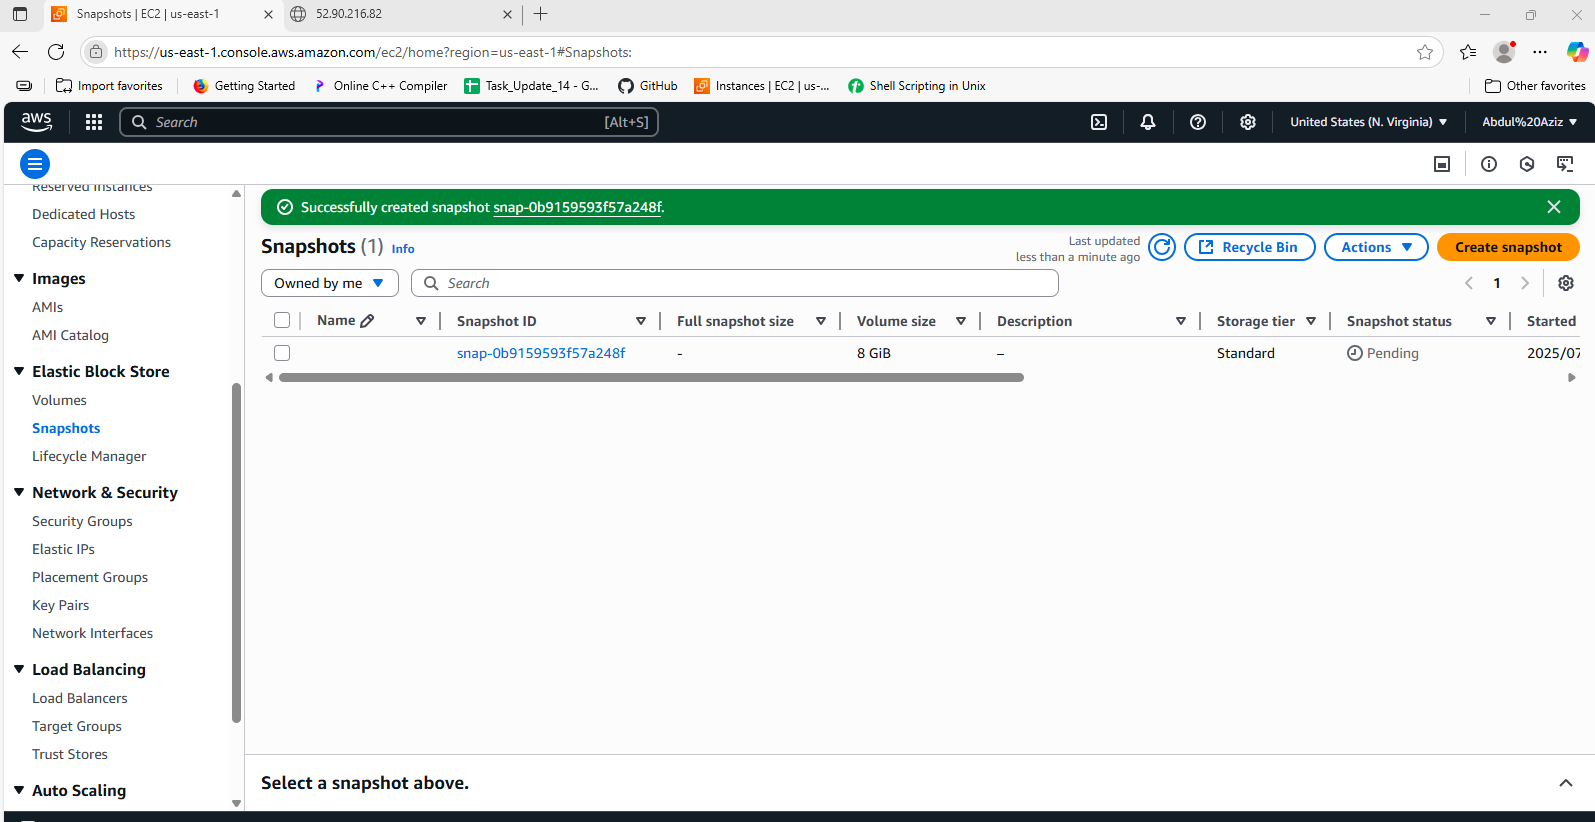 Snapshots | EC2 | us-east-1
52.90.216.82
https://us-east-1.console.aws.amazon.com/ec2/home?region=us-east-1#Snapshots:
Import favorites
Getting Started
Online C++ Compiler
Task_Update_14 - G...
GitHub
Instances | EC2 | us-...
Shell Scripting in Unix
Other favorites
aws
Search
[Alt+S]
United States (N. Virginia)
Abdul%20Aziz
Reserved Instances
Dedicated Hosts
Capacity Reservations
Images
AMIs
AMI Catalog
Elastic Block Store
Volumes
Snapshots
Lifecycle Manager
Network & Security
Security Groups
Elastic IPs
Placement Groups
Key Pairs
Network Interfaces
Load Balancing
Load Balancers
Target Groups
Trust Stores
Auto Scaling
Successfully created snapshot snap-0b9159593f57a248f.
Snapshots (1) Info
Last updated
less than a minute ago
Recycle Bin
Actions
Create snapshot
Owned by me
Search
1
Name
Snapshot ID
Full snapshot size
Volume size
Description
Storage tier
Snapshot status
Started
snap-0b9159593f57a248f
-
8 GiB
–
Standard
Pending
2025/07
Select a snapshot above.